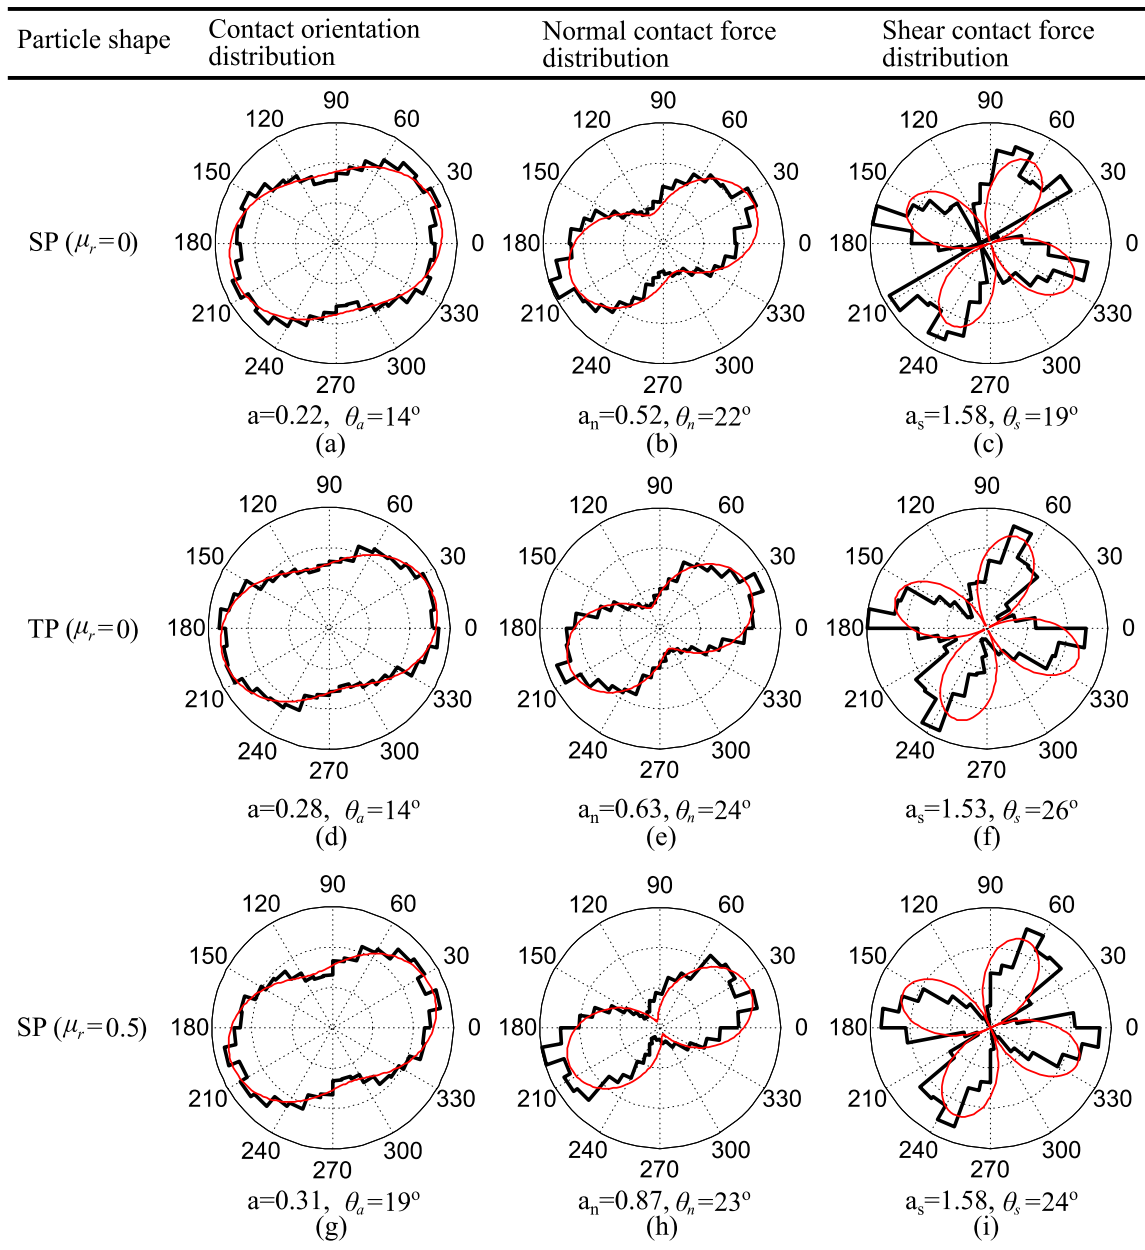 Particle shape
Contact orientation
distribution
Normal contact force
distribution
Shear contact force
distribution
SP (μr=0)
90
120 60
150 30
180 0
210 330
240 300
270
a=0.22, θa=14°
(a)
90
120 60
150 30
180 0
210 330
240 300
270
an=0.52, θn=22°
(b)
90
120 60
150 30
180 0
210 330
240 300
270
as=1.58, θs=19°
(c)
TP (μr=0)
90
120 60
150 30
180 0
210 330
240 300
270
a=0.28, θa=14°
(d)
90
120 60
150 30
180 0
210 330
240 300
270
an=0.63, θn=24°
(e)
90
120 60
150 30
180 0
210 330
240 300
270
as=1.53, θs=26°
(f)
SP (μr=0.5)
90
120 60
150 30
180 0
210 330
240 300
270
a=0.31, θa=19°
(g)
90
120 60
150 30
180 0
210 330
240 300
270
an=0.87, θn=23°
(h)
90
120 60
150 30
180 0
210 330
240 300
270
as=1.58, θs=24°
(i)